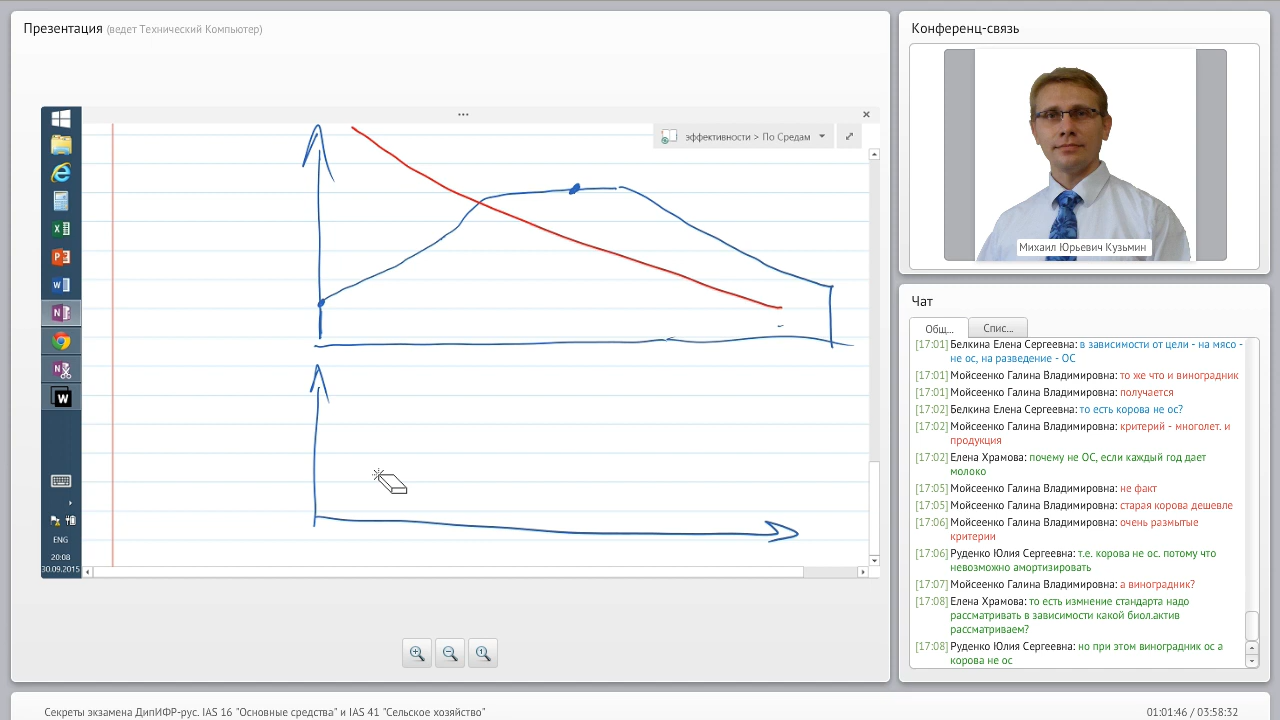 Презентация (ведет Технический Компьютер)
эффективности > По Средам
ENG
20:08
30.09.2015
Конференц-связь
Михаил Юрьевич Кузьмин
Чат
Общ...
Спис...
[17:01] Белкина Елена Сергеевна: в зависимости от цели - на мясо -
не ос, на разведение - ОС
[17:01] Мойсеенко Галина Владимировна: то же что и виноградник
[17:01] Мойсеенко Галина Владимировна: получается
[17:02] Белкина Елена Сергеевна: то есть корова не ос?
[17:02] Мойсеенко Галина Владимировна: критерий - многолет. и
продукция
[17:02] Елена Храмова: почему не ОС, если каждый год дает
молоко
[17:05] Мойсеенко Галина Владимировна: не факт
[17:05] Мойсеенко Галина Владимировна: старая корова дешевле
[17:06] Мойсеенко Галина Владимировна: очень размытые
критерии
[17:06] Руденко Юлия Сергеевна: т.е. корова не ос. потому что
невозможно амортизировать
[17:07] Мойсеенко Галина Владимировна: а виноградник?
[17:08] Елена Храмова: то есть измнение стандарта надо
рассматривать в зависимости какой биол.актив
рассматриваем?
[17:08] Руденко Юлия Сергеевна: но при этом виноградник ос а
корова не ос
Секреты экзамена ДипИФР-рус. IAS 16 "Основные средства" и IAS 41 "Сельское хозяйство"
01:01:46 / 03:58:32